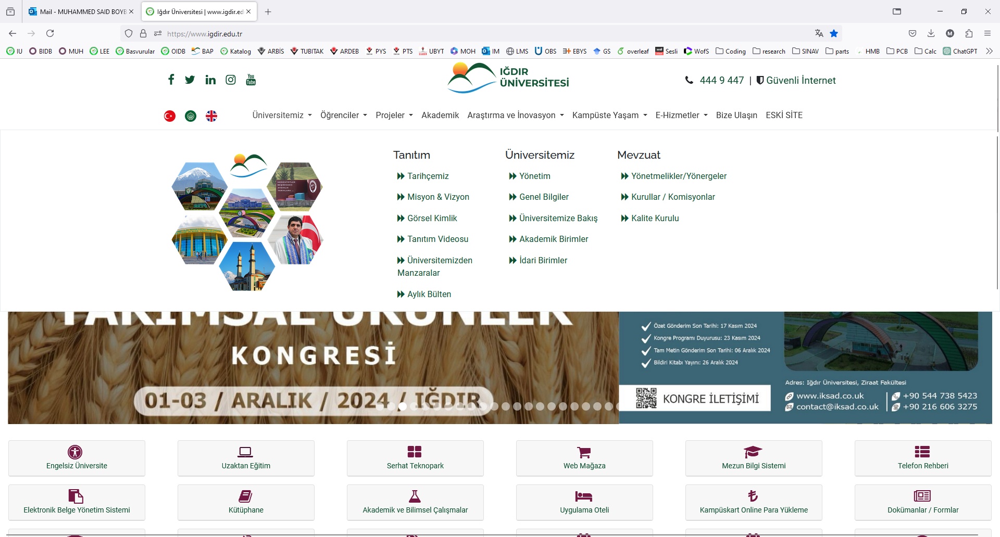 Mail - MUHAMMED SAID BOYB
Iğdır Üniversitesi | www.igdir.ed
https://www.igdir.edu.tr
IU BIDB MUH LEE Basvurular OIDB BAP Katalog ARBİS TUBITAK ARDEB PYS PTS UBYT MOH IM LMS OBS EBYS GS overleaf Sesli WofS Coding research SINAV parts HMB PCB Calc ChatGPT
You
Tube
IĞDIR
ÜNİVERSİTESİ
444 9 447 | Güvenli İnternet
Üniversitemiz Öğrenciler Projeler Akademik Araştırma ve İnovasyon Kampüste Yaşam E-Hizmetler Bize Ulaşın ESKİ SİTE
Tanıtım
Tarihçemiz
Misyon & Vizyon
Görsel Kimlik
Tanıtım Videosu
Üniversitemizden
Manzaralar
Aylık Bülten
Üniversitemiz
Yönetim
Genel Bilgiler
Üniversitemize Bakış
Akademik Birimler
İdari Birimler
Mevzuat
Yönetmelikler/Yönergeler
Kurullar / Komisyonlar
Kalite Kurulu
TARIMSAL ÜRÜNLER
KONGRESİ
01-03 / ARALIK / 2024 / IĞDIR
Özet Gönderim Son Tarihi: 17 Kasım 2024
Kongre Programı Duyurusu: 23 Kasım 2024
Tam Metin Gönderim Son Tarihi: 06 Aralık 2024
Bildiri Kitabı Yayını: 26 Aralık 2024
KONGRE İLETİŞİMİ
Adres: Iğdır Üniversitesi, Ziraat Fakültesi
www.iksad.co.uk
contact@iksad.co.uk
+90 544 738 5423
+90 216 606 3275
Engelsiz Üniversite
Uzaktan Eğitim
Serhat Teknopark
Web Mağaza
Mezun Bilgi Sistemi
Telefon Rehberi
Elektronik Belge Yönetim Sistemi
Kütüphane
Akademik ve Bilimsel Çalışmalar
Uygulama Oteli
Kampüskart Online Para Yükleme
Dokümanlar / Formlar